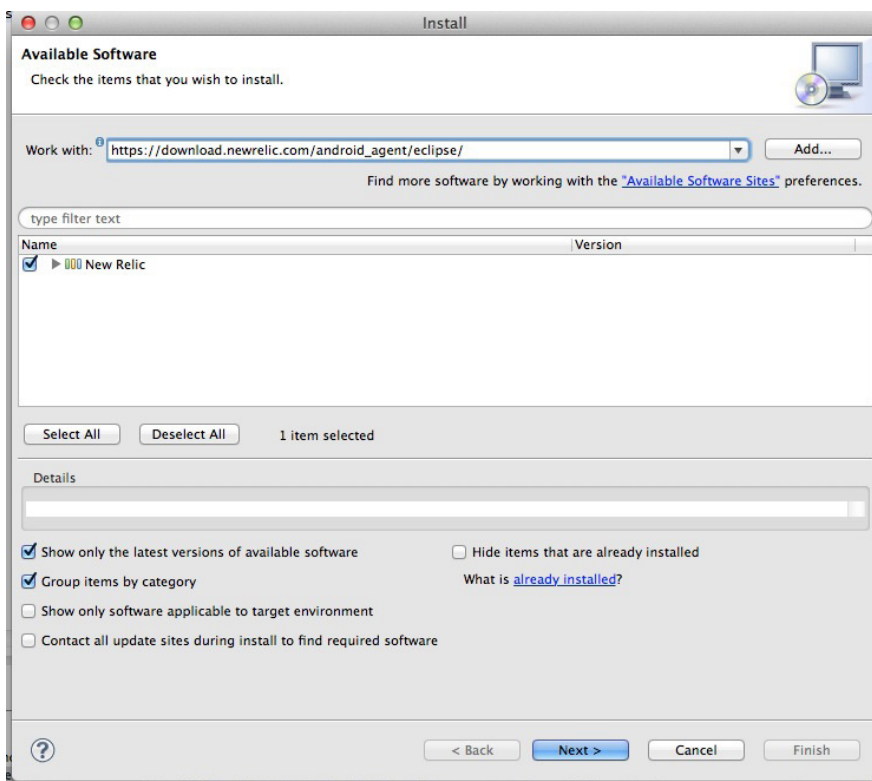 Install
Available Software
Check the items that you wish to install.
Work with: https://download.newrelic.com/android_agent/eclipse/ Add...
Find more software by working with the "Available Software Sites" preferences.
type filter text
Name Version
New Relic
Select All Deselect All 1 item selected
Details
Show only the latest versions of available software Hide items that are already installed
Group items by category What is already installed?
Show only software applicable to target environment
Contact all update sites during install to find required software
? < Back Next > Cancel Finish